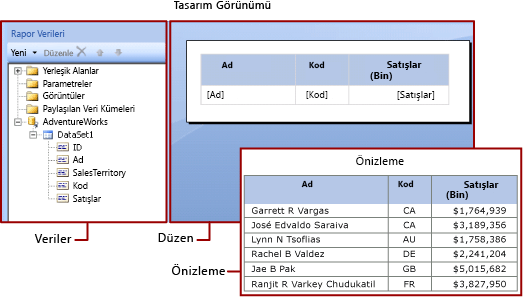 Tasarım Görünümü
Rapor Verileri
Yeni Düzenle
Yerleşik Alanlar
Parametreler
Görüntüler
Paylaşılan Veri Kümeleri
AdventureWorks
DataSet1
ID
Ad
SalesTerritory
Kod
Satışlar
Ad Kod Satışlar
(Bin)
[Ad] [Kod] [Satışlar]
Önizleme
Ad Kod Satışlar
(Bin)
Garrett R Vargas CA $1,764,939
José Edvaldo Saraiva CA $3,189,356
Lynn N Tsoflias AU $1,758,386
Rachel B Valdez DE $2,241,204
Jae B Pak GB $5,015,682
Ranjit R Varkey Chudukatil FR $3,827,950
Veriler
Düzen
Önizleme